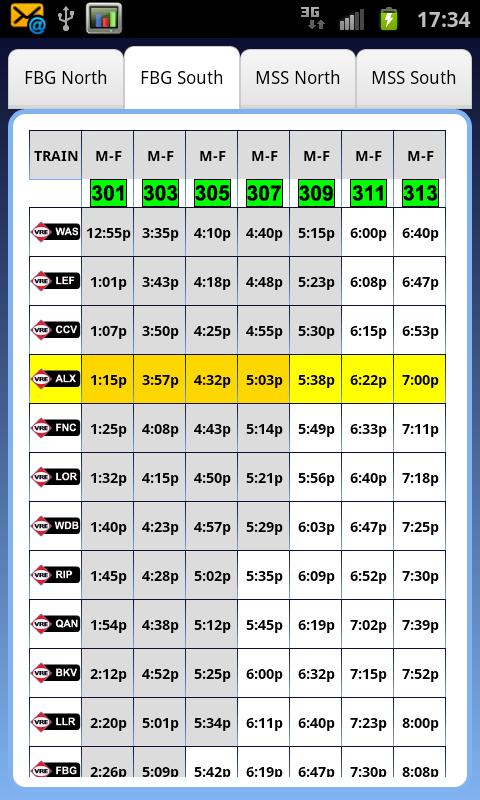 3G 17:34
FBG North FBG South MSS North MSS South
TRAIN M-F M-F M-F M-F M-F M-F M-F
301 303 305 307 309 311 313
VRE WAS 12:55p 3:35p 4:10p 4:40p 5:15p 6:00p 6:40p
VRE LEF 1:01p 3:43p 4:18p 4:48p 5:23p 6:08p 6:47p
VRE CCV 1:07p 3:50p 4:25p 4:55p 5:30p 6:15p 6:53p
VRE ALX 1:15p 3:57p 4:32p 5:03p 5:38p 6:22p 7:00p
VRE FNC 1:25p 4:08p 4:43p 5:14p 5:49p 6:33p 7:11p
VRE LOR 1:32p 4:15p 4:50p 5:21p 5:56p 6:40p 7:18p
VRE WDB 1:40p 4:23p 4:57p 5:29p 6:03p 6:47p 7:25p
VRE RIP 1:45p 4:28p 5:02p 5:35p 6:09p 6:52p 7:30p
VRE QAN 1:54p 4:38p 5:12p 5:45p 6:19p 7:02p 7:39p
VRE BKV 2:12p 4:52p 5:25p 6:00p 6:32p 7:15p 7:52p
VRE LLR 2:20p 5:01p 5:34p 6:11p 6:40p 7:23p 8:00p
VRE FBG 2:26p 5:09p 5:42p 6:19p 6:47p 7:30p 8:08p